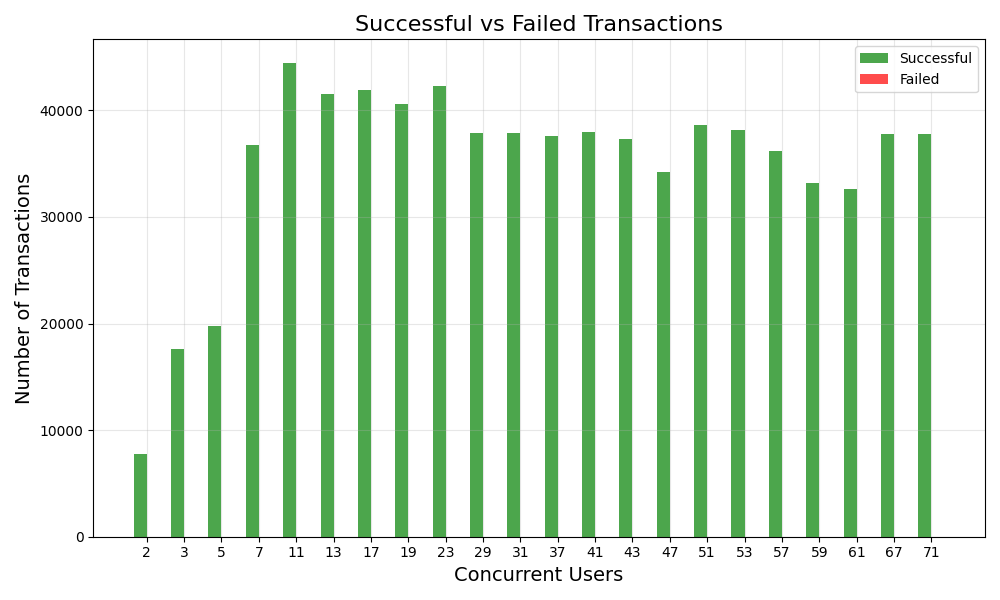 Successful vs Failed Transactions
Successful
Failed
Number of Transactions
40000
30000
20000
10000
0
2 3 5 7 11 13 17 19 23 29 31 37 41 43 47 51 53 57 59 61 67 71
Concurrent Users